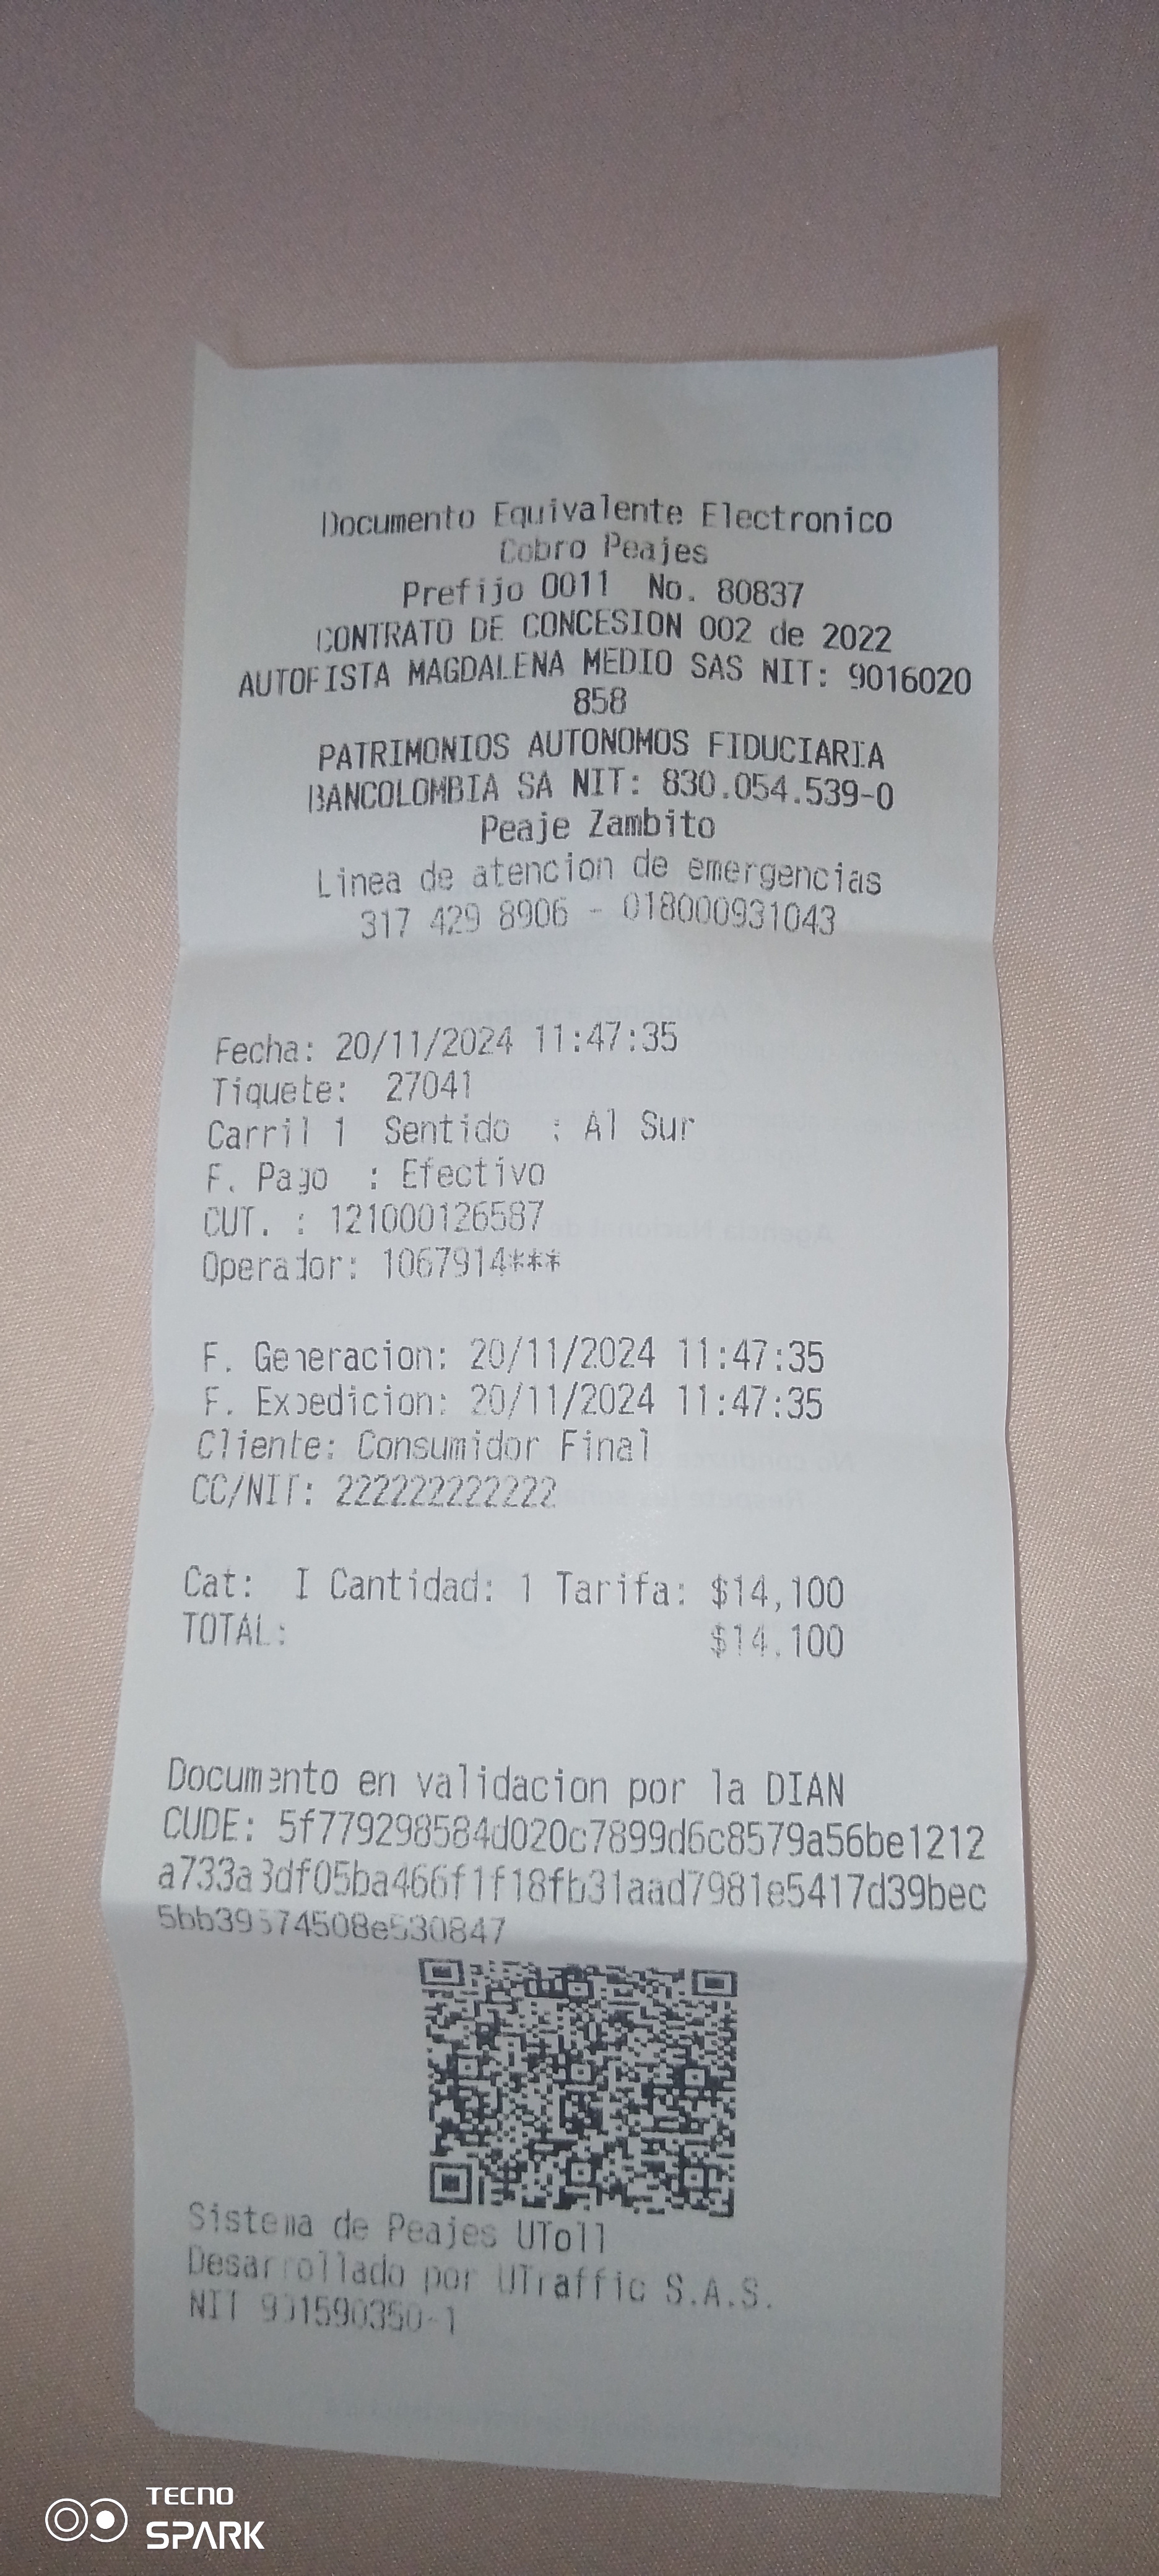 Documento Equivalente Electronico
Cobro Peajes
Prefijo 0011 No. 80837
CONTRATO DE CONCESION 002 de 2022
AUTOPISTA MAGDALENA MEDIO SAS NIT: 9016020
858
PATRIMONIOS AUTONOMOS FIDUCIARIA
BANCOLOMBIA SA NIT: 830.054.539-0
Peaje Zambito
Linea de atencion de emergencias
317 429 8906 - 018000931043
Fecha: 20/11/2024 11:47:35
Tiquete: 27041
Carril 1 Sentido : Al Sur
F. Pago : Efectivo
CUT. : 121000126587
Operador: 1067914***
F. Generacion: 20/11/2024 11:47:35
F. Expedicion: 20/11/2024 11:47:35
Cliente: Consumidor Final
CC/NIT: 222222222222
Cat: I Cantidad: 1 Tarifa: $14,100
TOTAL: $14.100
Documento en validacion por la DIAN
CUDE: 5f779298584d020c7899d6c8579a56be1212
a733a3df05ba466f1f18fb31aad7981e5417d39bec
Sistema de Peajes UToll
Desarrollado por UTraffic S.A.S.
NIT 901590350-1
TECNO
SPARK